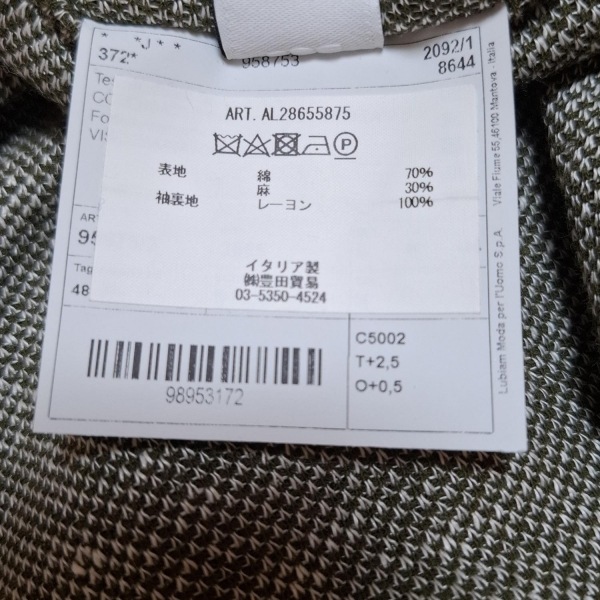 * *J * *
372*
958753
2092/1
8644
ART. AL28655875
表地 綿 70%
麻 30%
袖裏地 レーヨン 100%
イタリア製
㈱豊田貿易
03-5350-4524
48
C5002
T+2,5
O+0,5
98953172
Lubiam Moda per l'Uomo S.p.A. Viale Fiume 55,46100 Mantova - Italia